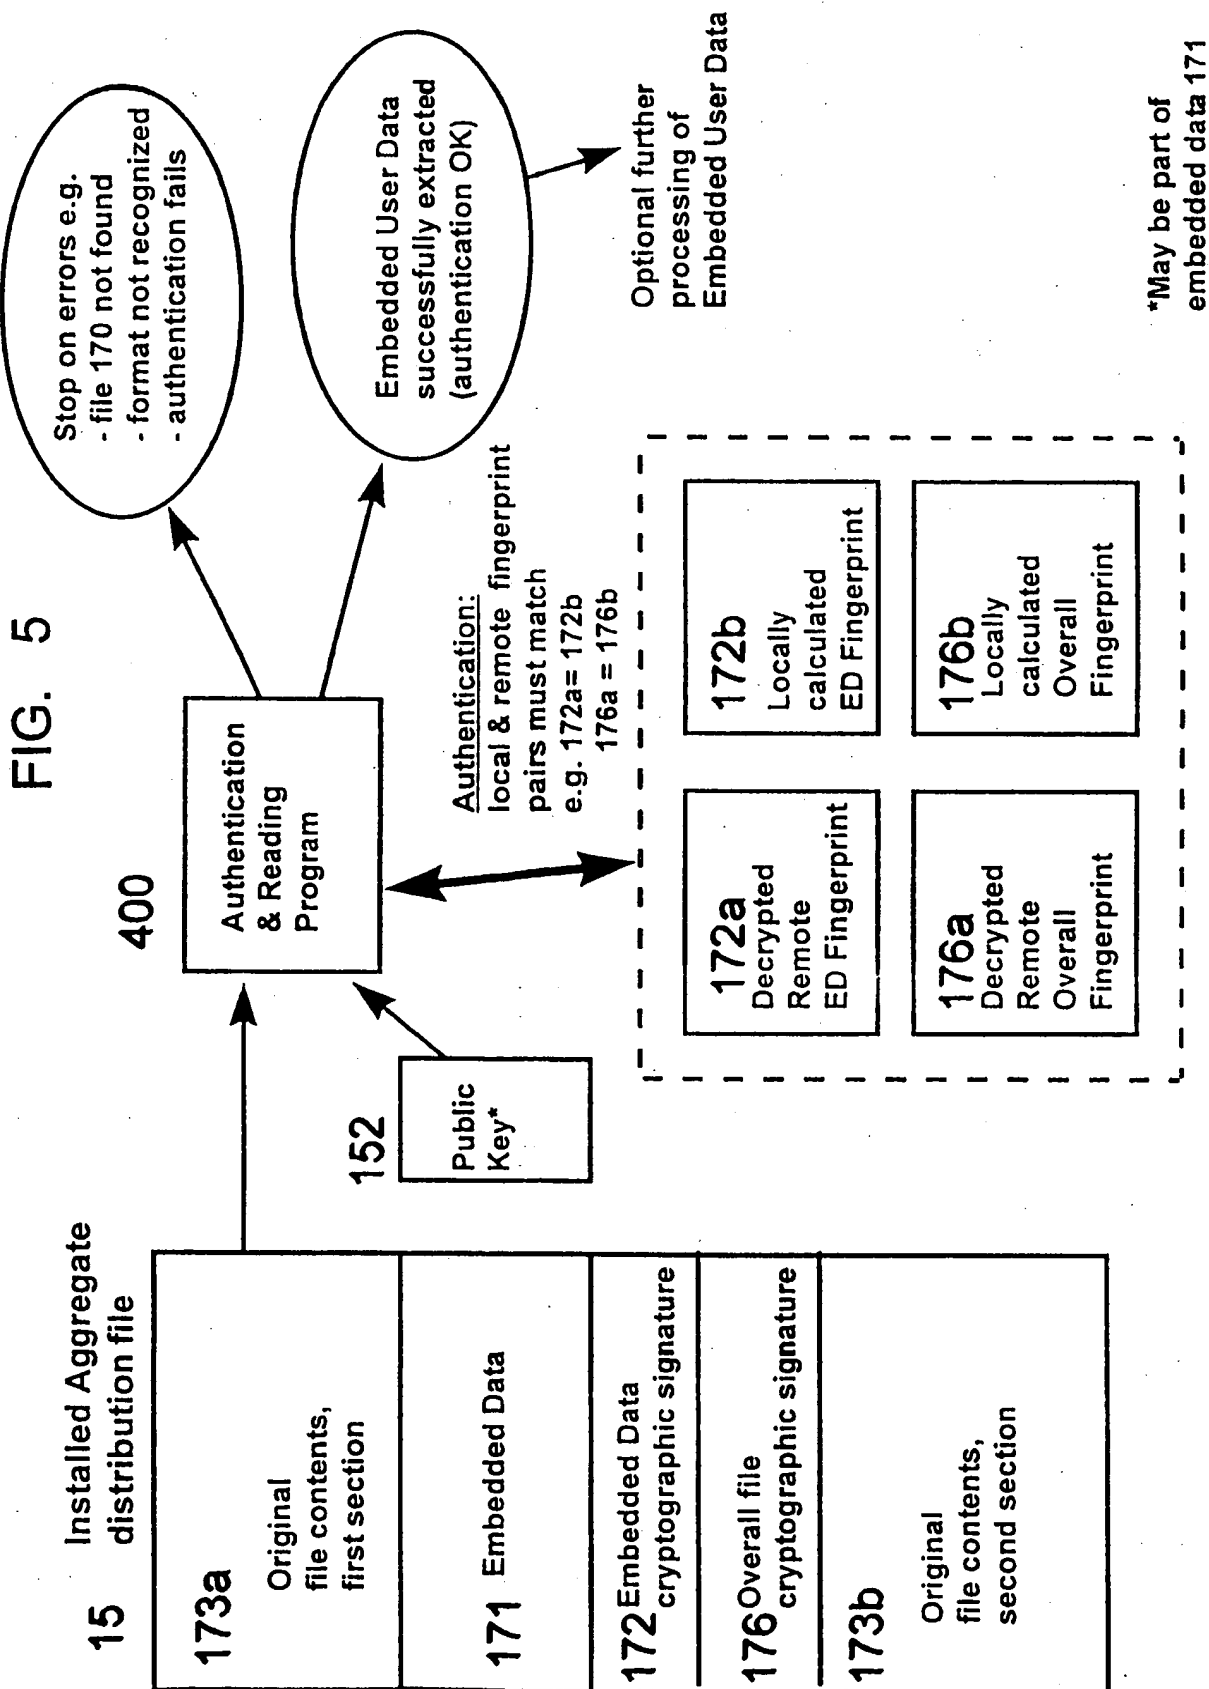 FIG. 5
15
Installed Aggregate
distribution file
173a
Original
file contents,
first section
171 Embedded Data
172 Embedded Data
cryptographic signature
176 Overall file
cryptographic signature
173b
Original
file contents,
second section
152
Public
Key*
400
Authentication
& Reading
Program
Stop on errors e.g.
- file 170 not found
- format not recognized
- authentication fails
Embedded User Data
successfully extracted
(authentication OK)
Optional further
processing of
Embedded User Data
Authentication:
local & remote fingerprint
pairs must match
e.g. 172a= 172b
176a = 176b
172a
Decrypted
Remote
ED Fingerprint
172b
Locally
calculated
ED Fingerprint
176a
Decrypted
Remote
Overall
Fingerprint
176b
Locally
calculated
Overall
Fingerprint
*May be part of
embedded data 171